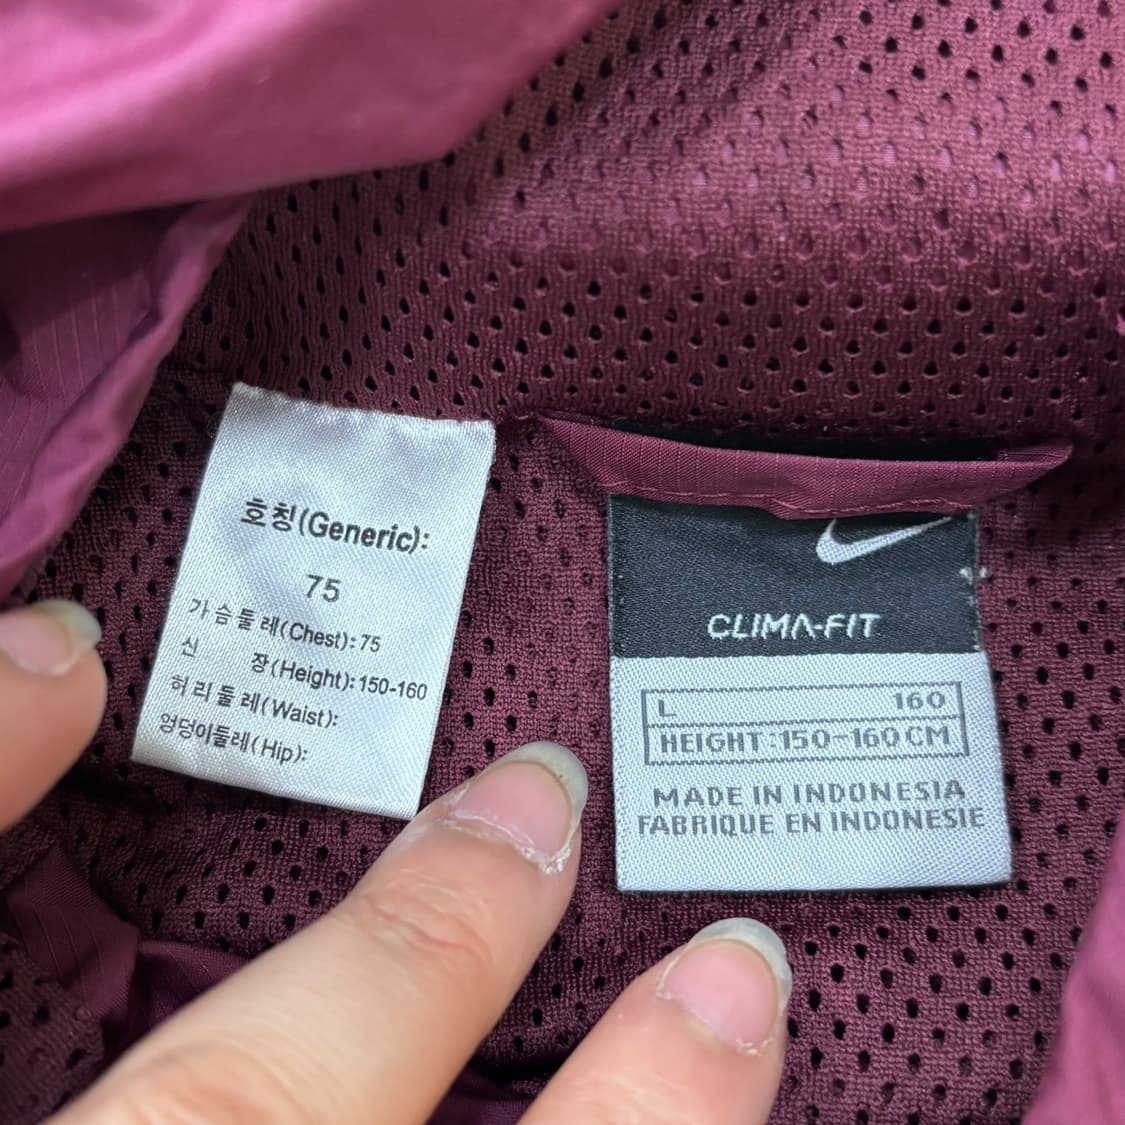 호칭(Generic):
75
가슴둘레(Chest): 75
신 장(Height): 150-160
허리둘레(Waist):
엉덩이둘레(Hip):
CLIMA-FIT
L 160
HEIGHT:150-160CM
MADE IN INDONESIA
FABRIQUE EN INDONESIE